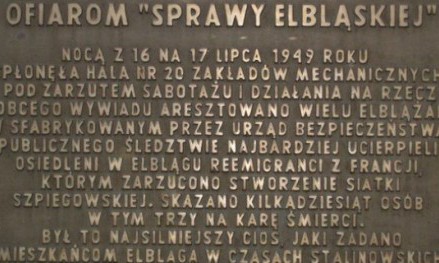 OFIAROM "SPRAWY ELBLĄSKIEJ"
NOCĄ Z 16 NA 17 LIPCA 1949 ROKU
PŁONĘŁA HALA NR 20 ZAKŁADÓW MECHANICZNYCH
POD ZARZUTEM SABOTAŻU I DZIAŁANIA NA RZECZ
OBCEGO WYWIADU ARESZTOWANO WIELU ELBLĄŻAN
W SFABRYKOWANYM PRZEZ URZĄD BEZPIECZEŃSTWA
PUBLICZNEGO ŚLEDZTWIE NAJBARDZIEJ UCIERPIELI
OSIEDLENI W ELBLĄGU REEMIGRANCI Z FRANCJI,
KTÓRYM ZARZUCONO STWORZENIE SIATKI
SZPIEGOWSKIEJ. SKAZANO KILKADZIESIĄT OSÓB
W TYM TRZY NA KARĘ ŚMIERCI.
BYŁ TO NAJSILNIEJSZY CIOS, JAKI ZADANO
MIESZKAŃCOM ELBLĄGA W CZASACH STALINOWSKICH